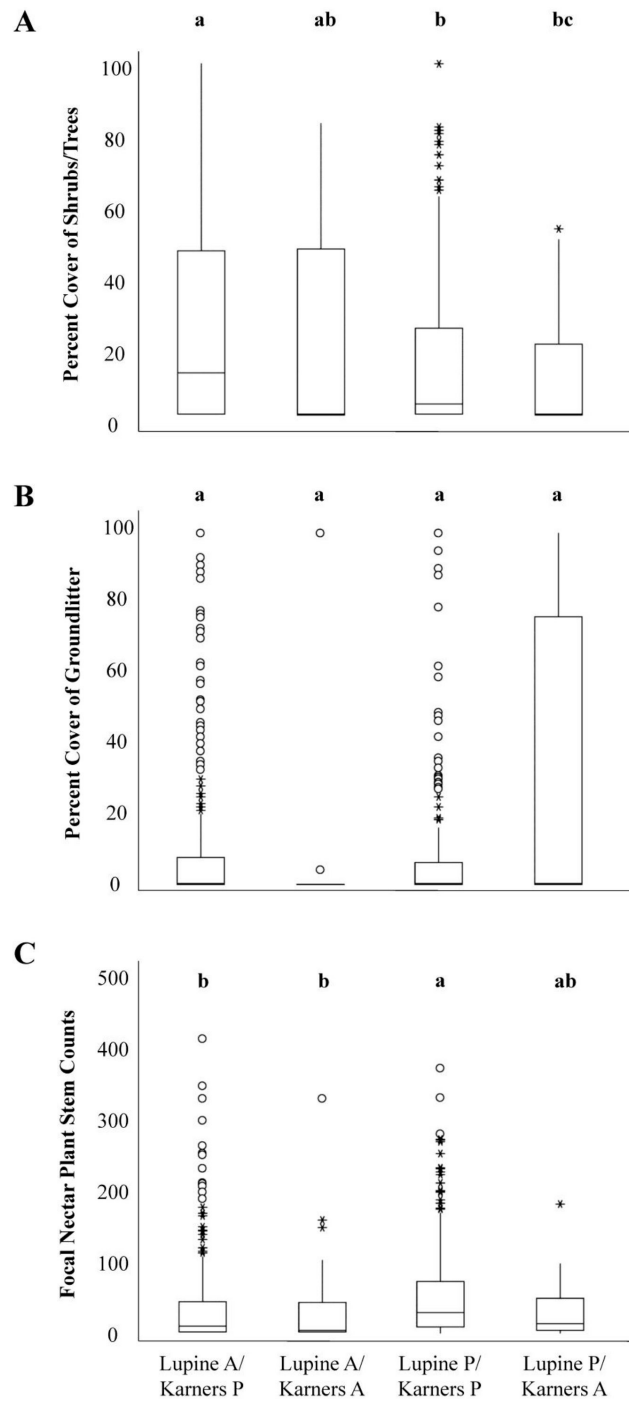 A
a ab b bc
Percent Cover of Shrubs/Trees
100
80
60
40
20
0
B
a a a a
Percent Cover of Groundlitter
100
80
60
40
20
0
C
b b a ab
Focal Nectar Plant Stem Counts
500
400
300
200
100
0
Lupine A/ Lupine A/ Lupine P/ Lupine P/
Karners P Karners A Karners P Karners A